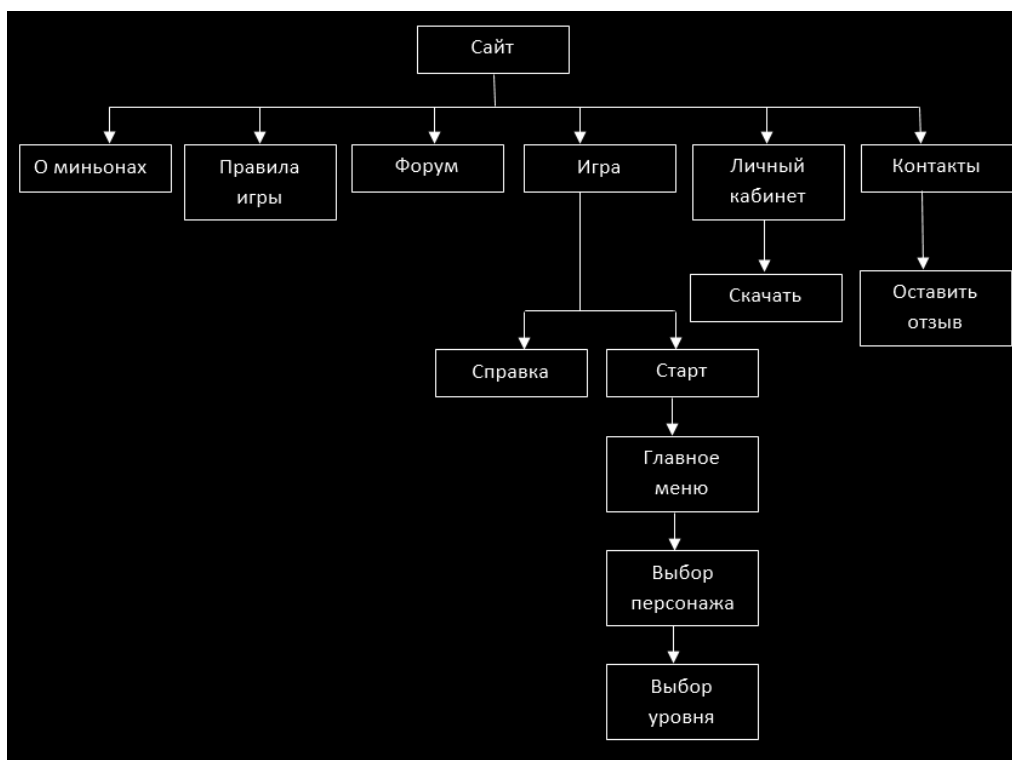 Сайт
О миньонах
Правила
игры
Форум
Игра
Личный
кабинет
Контакты
Скачать
Оставить
отзыв
Справка
Старт
Главное
меню
Выбор
персонажа
Выбор
уровня